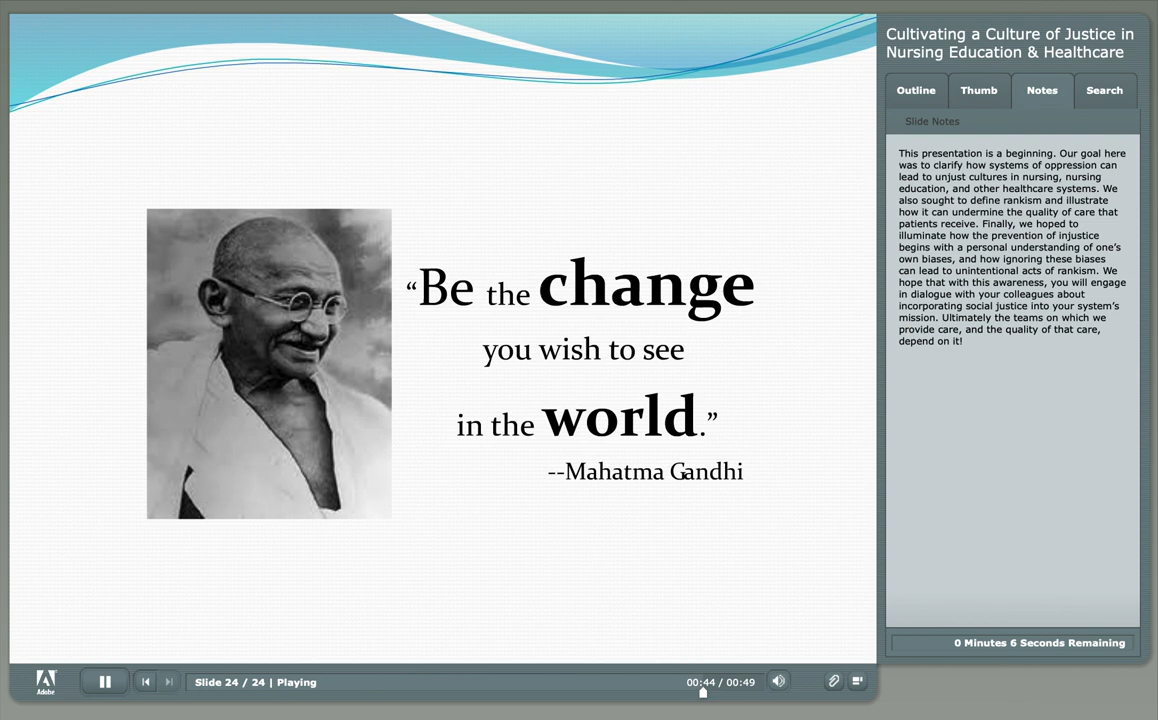 “Be the change
you wish to see
in the world.”
--Mahatma Gandhi
Cultivating a Culture of Justice in
Nursing Education & Healthcare
Outline Thumb Notes Search
Slide Notes
This presentation is a beginning. Our goal here
was to clarify how systems of oppression can
lead to unjust cultures in nursing, nursing
education, and other healthcare systems. We
also sought to define rankism and illustrate
how it can undermine the quality of care that
patients receive. Finally, we hoped to
illuminate how the prevention of injustice
begins with a personal understanding of one’s
own biases, and how ignoring these biases
can lead to unintentional acts of rankism. We
hope that with this awareness, you will engage
in dialogue with your colleagues about
incorporating social justice into your system’s
mission. Ultimately the teams on which we
provide care, and the quality of that care,
depend on it!
0 Minutes 6 Seconds Remaining
Adobe
Slide 24 / 24 | Playing
00:44 / 00:49